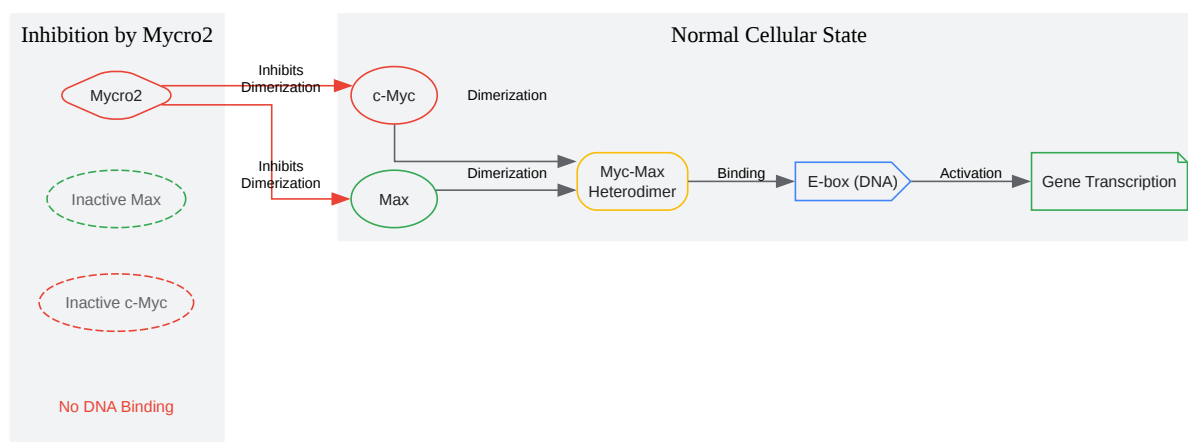 Inhibition by Mycro2
Normal Cellular State
Mycro2
Inhibits
Dimerization
c-Myc
Dimerization
Inactive Max
Inhibits
Dimerization
Max
Dimerization
Myc-Max
Heterodimer
Binding
E-box (DNA)
Activation
Gene Transcription
Inactive c-Myc
No DNA Binding